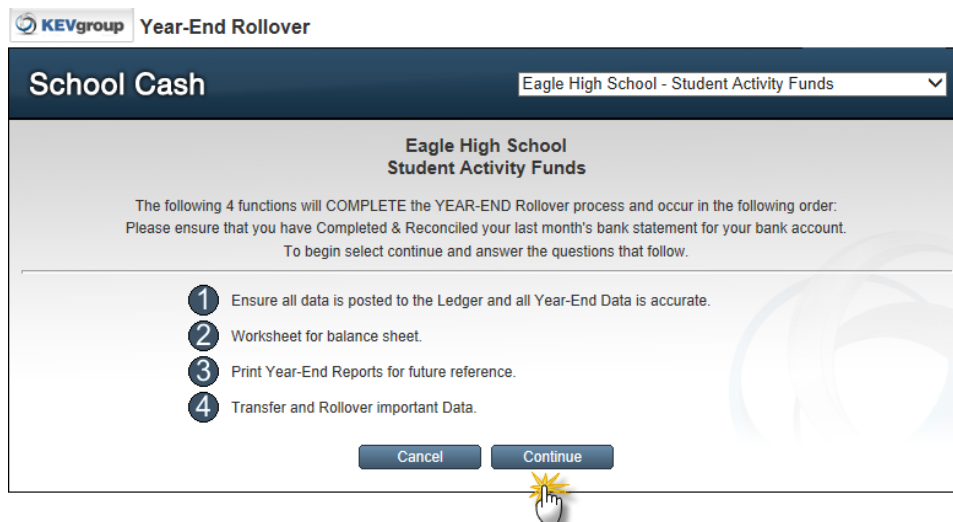 KEVgroup Year-End Rollover
School Cash
Eagle High School - Student Activity Funds
Eagle High School
Student Activity Funds
The following 4 functions will COMPLETE the YEAR-END Rollover process and occur in the following order:
Please ensure that you have Completed & Reconciled your last month's bank statement for your bank account.
To begin select continue and answer the questions that follow.
1 Ensure all data is posted to the Ledger and all Year-End Data is accurate.
2 Worksheet for balance sheet.
3 Print Year-End Reports for future reference.
4 Transfer and Rollover important Data.
Cancel Continue